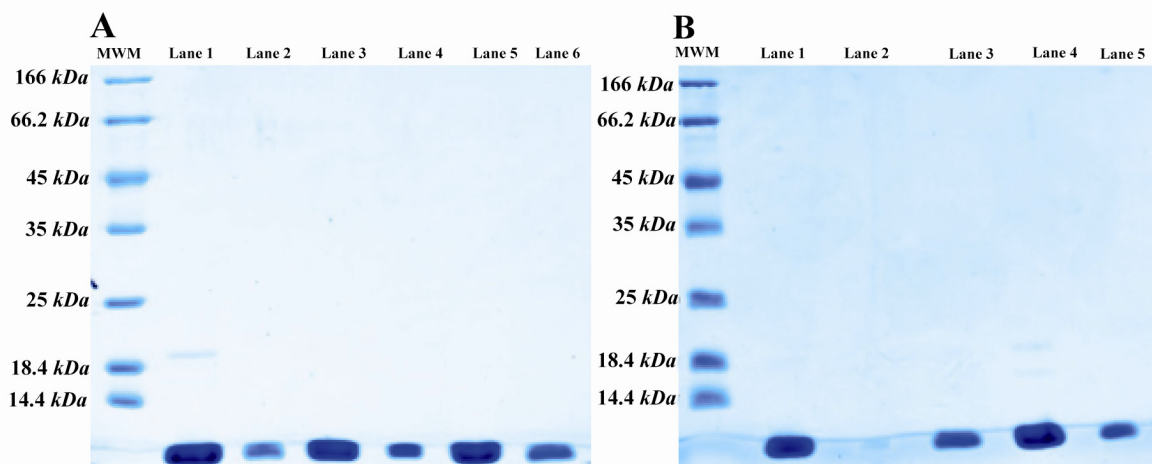 A
MWM Lane 1 Lane 2 Lane 3 Lane 4 Lane 5 Lane 6
166 kDa
66.2 kDa
45 kDa
35 kDa
25 kDa
18.4 kDa
14.4 kDa
B
MWM Lane 1 Lane 2 Lane 3 Lane 4 Lane 5
166 kDa
66.2 kDa
45 kDa
35 kDa
25 kDa
18.4 kDa
14.4 kDa